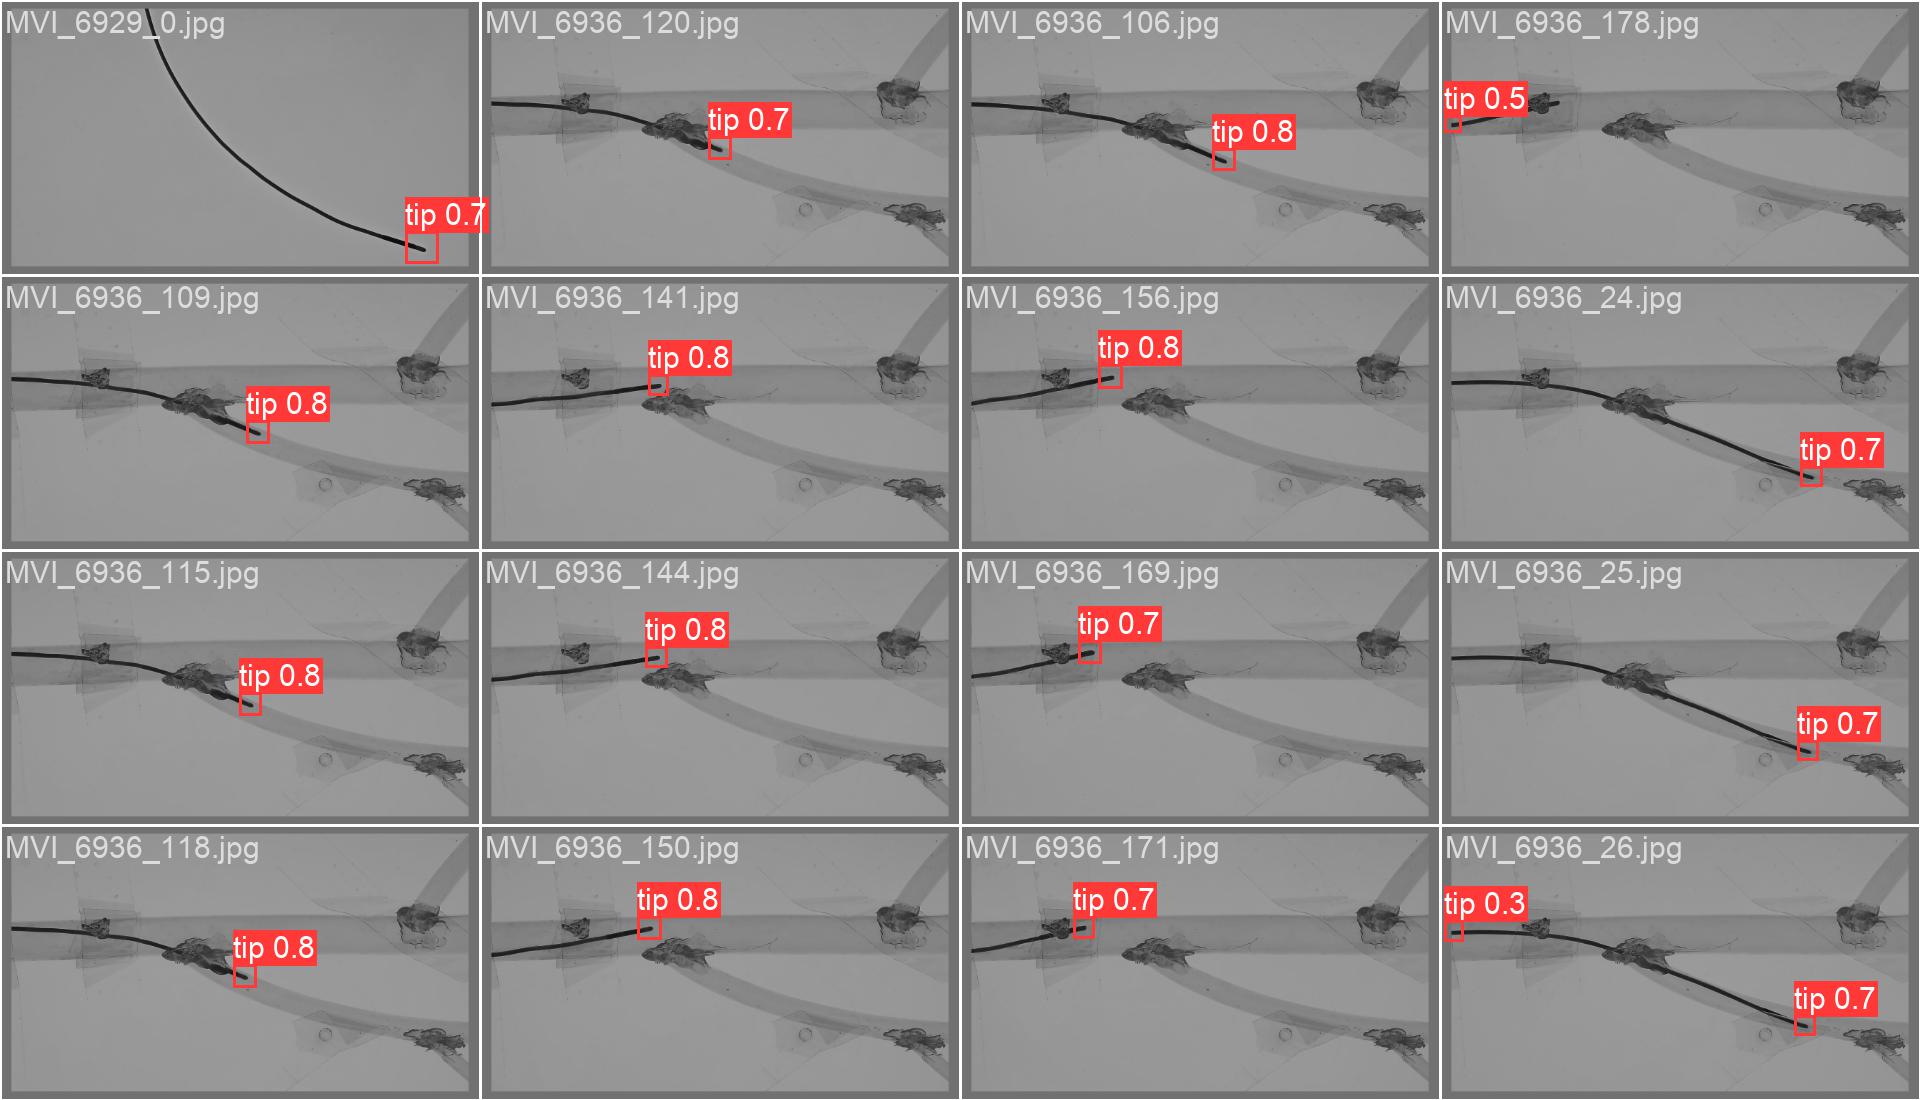 MVI_6929_0.jpg
tip 0.7
MVI_6936_120.jpg
tip 0.7
MVI_6936_106.jpg
tip 0.8
MVI_6936_178.jpg
tip 0.5
MVI_6936_109.jpg
tip 0.8
MVI_6936_141.jpg
tip 0.8
MVI_6936_156.jpg
tip 0.8
MVI_6936_24.jpg
tip 0.7
MVI_6936_115.jpg
tip 0.8
MVI_6936_144.jpg
tip 0.8
MVI_6936_169.jpg
tip 0.7
MVI_6936_25.jpg
tip 0.7
MVI_6936_118.jpg
tip 0.8
MVI_6936_150.jpg
tip 0.8
MVI_6936_171.jpg
tip 0.7
MVI_6936_26.jpg
tip 0.3
tip 0.7